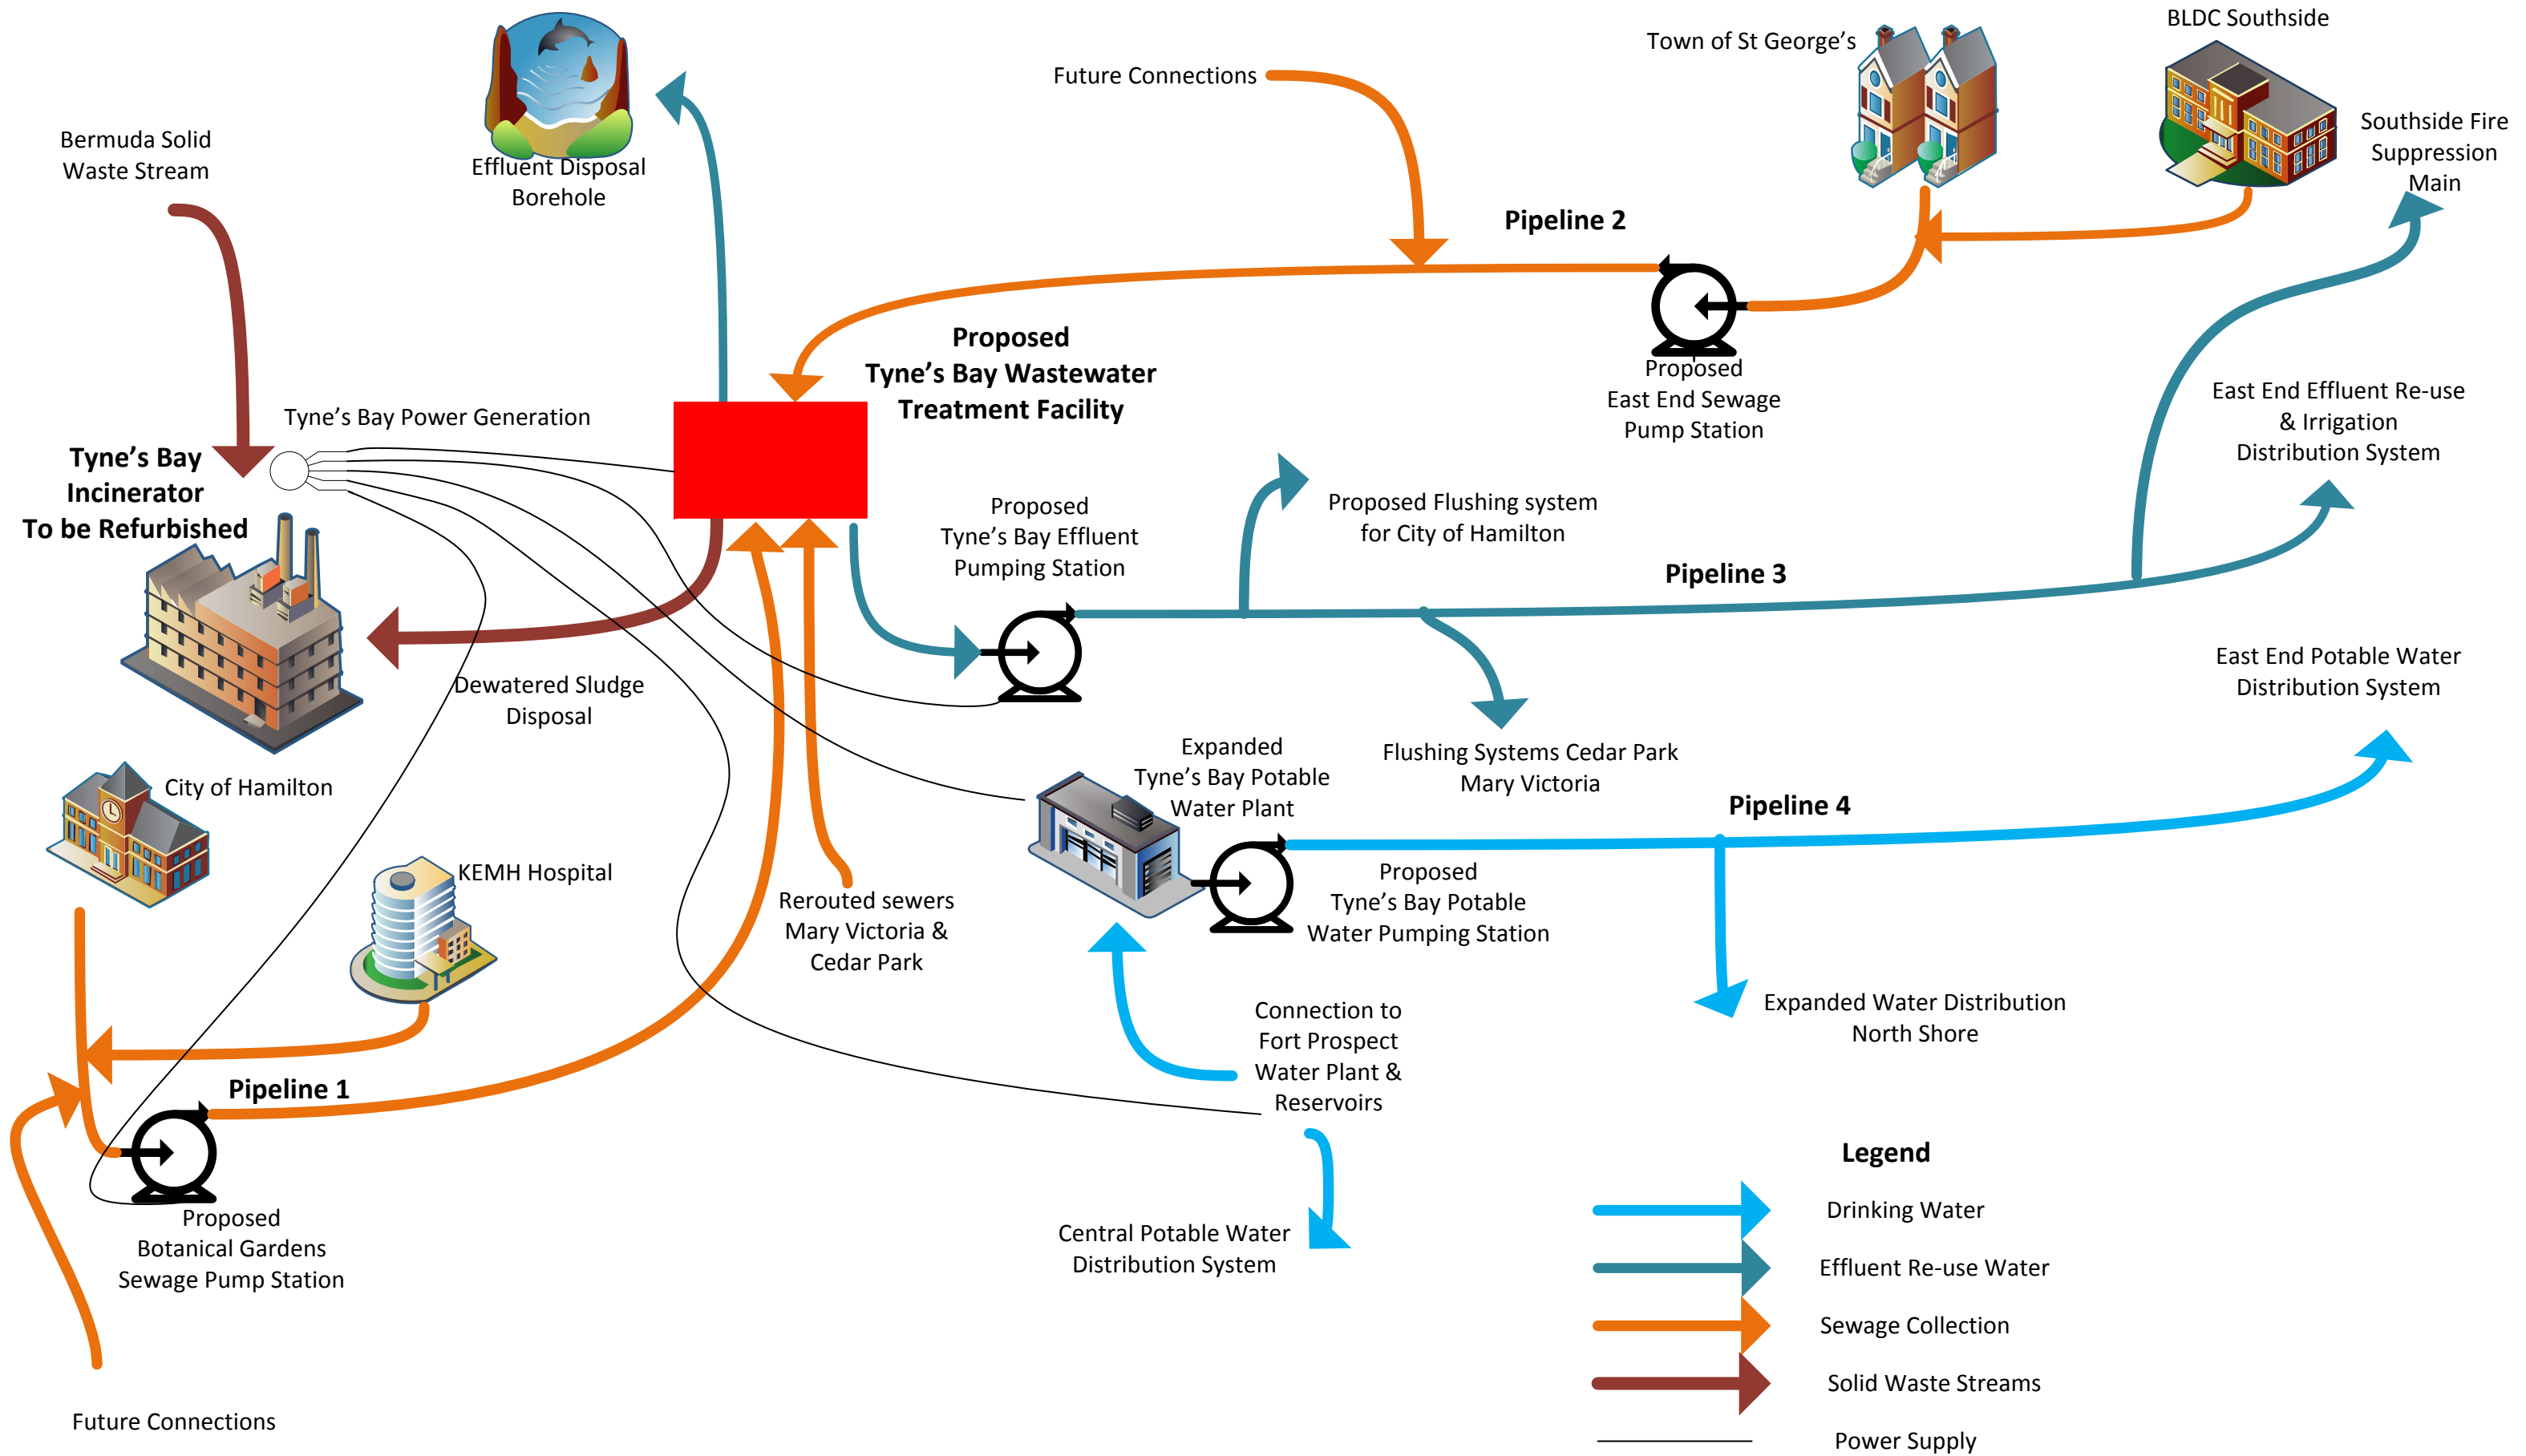 BLDC Southside
Town of St George’s
Future Connections
Bermuda Solid
Waste Stream
Effluent Disposal
Borehole
Southside Fire
Suppression
Main
Pipeline 2
Proposed
Tyne’s Bay Wastewater
Treatment Facility
Proposed
East End Sewage
Pump Station
East End Effluent Re-use
& Irrigation
Distribution System
Tyne’s Bay Power Generation
Tyne’s Bay
Incinerator
To be Refurbished
Proposed
Tyne’s Bay Effluent
Pumping Station
Proposed Flushing system
for City of Hamilton
Pipeline 3
East End Potable Water
Distribution System
Dewatered Sludge
Disposal
Expanded
Tyne’s Bay Potable
Water Plant
Flushing Systems Cedar Park
Mary Victoria
City of Hamilton
Pipeline 4
KEMH Hospital
Rerouted sewers
Mary Victoria &
Cedar Park
Proposed
Tyne’s Bay Potable
Water Pumping Station
Connection to
Fort Prospect
Water Plant &
Reservoirs
Expanded Water Distribution
North Shore
Pipeline 1
Proposed
Botanical Gardens
Sewage Pump Station
Central Potable Water
Distribution System
Future Connections
Legend
Drinking Water
Effluent Re-use Water
Sewage Collection
Solid Waste Streams
Power Supply